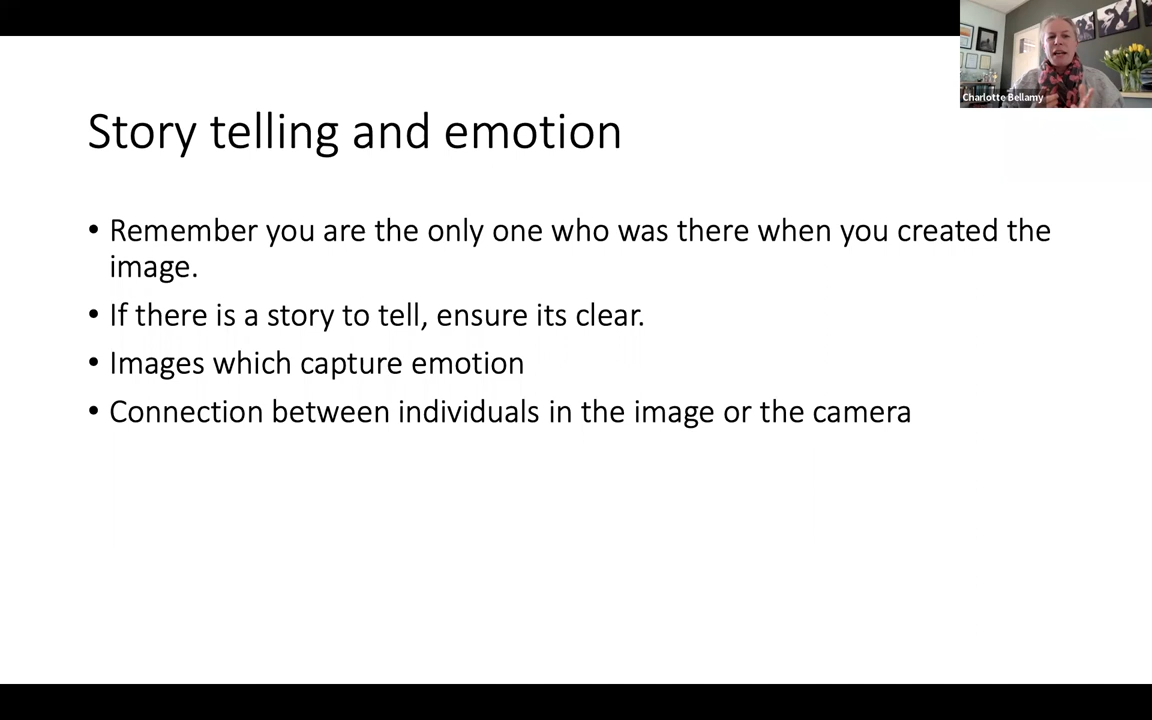 Charlotte Bellamy
Story telling and emotion
• Remember you are the only one who was there when you created the
image.
• If there is a story to tell, ensure its clear.
• Images which capture emotion
• Connection between individuals in the image or the camera